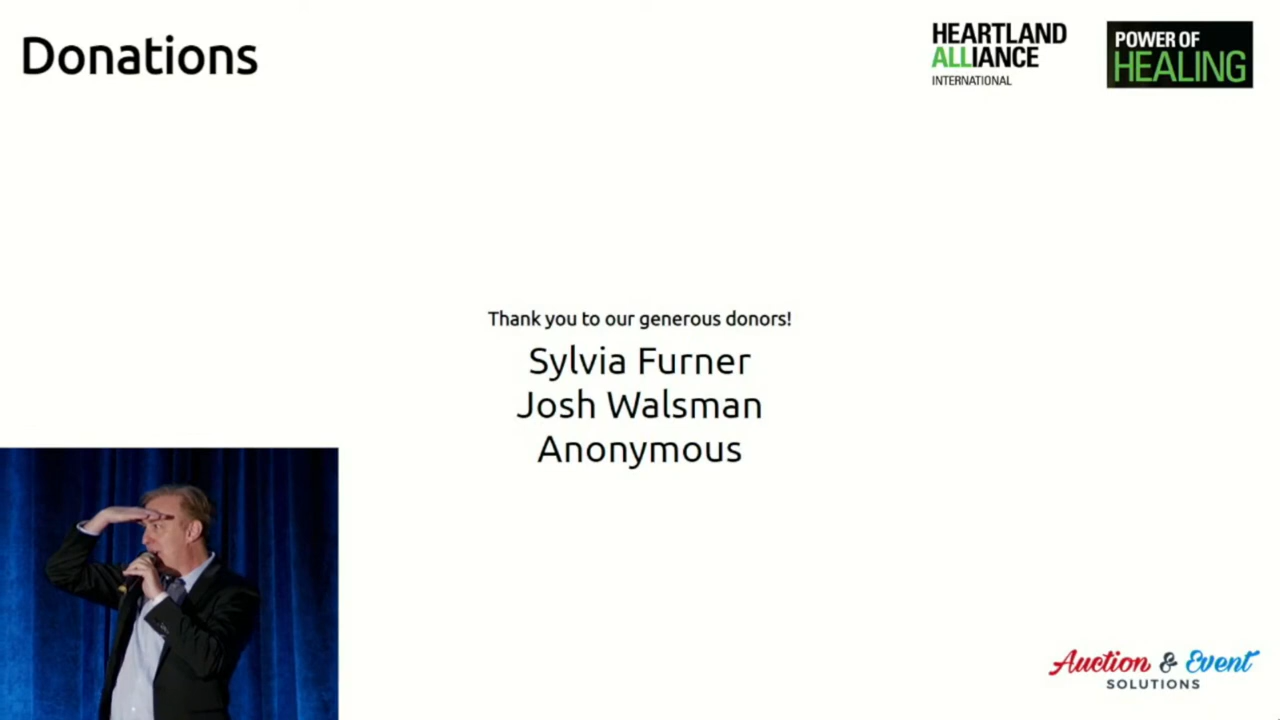 Donations
HEARTLAND
ALLIANCE
INTERNATIONAL
POWER OF
HEALING
Thank you to our generous donors!
Sylvia Furner
Josh Walsman
Anonymous
Auction & Event
SOLUTIONS